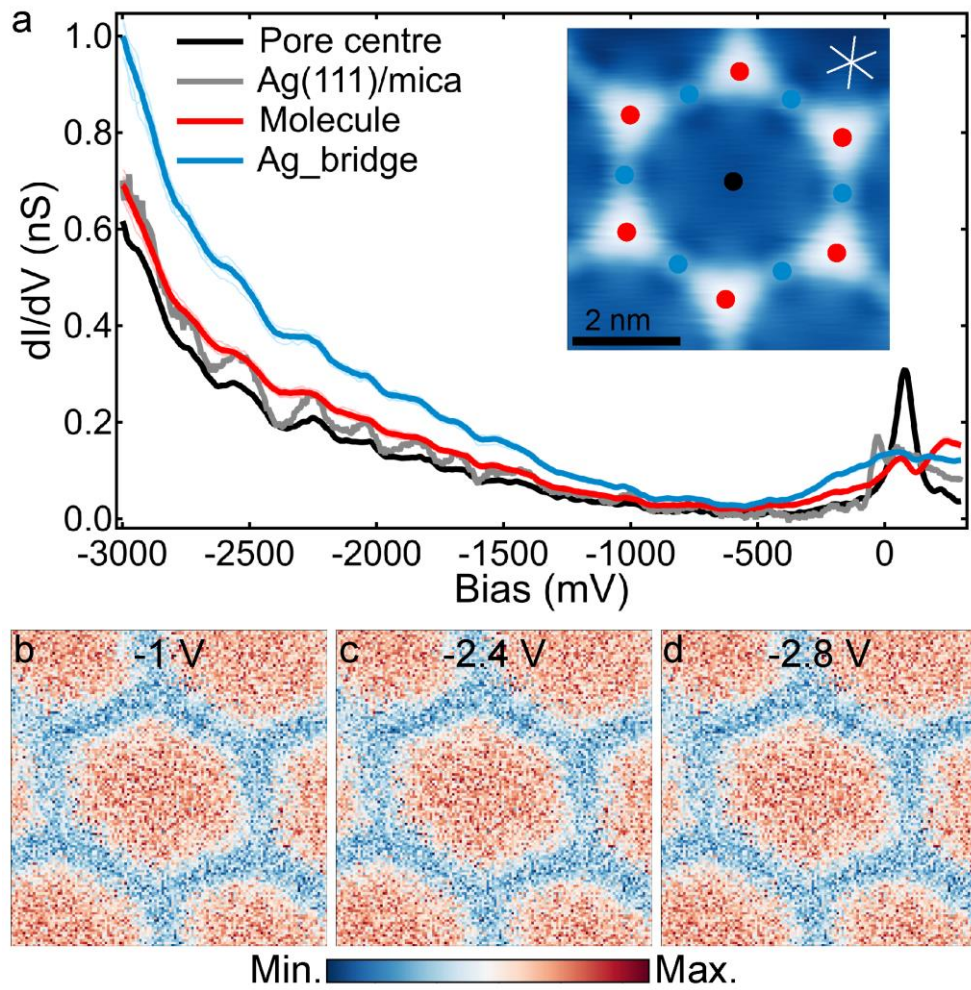 a
Pore centre
Ag(111)/mica
Molecule
Ag_bridge
2 nm
1.0
0.8
0.6
0.4
0.2
0.0
dI/dV (nS)
-3000 -2500 -2000 -1500 -1000 -500 0
Bias (mV)
b -1 V
c -2.4 V
d -2.8 V
Min. Max.